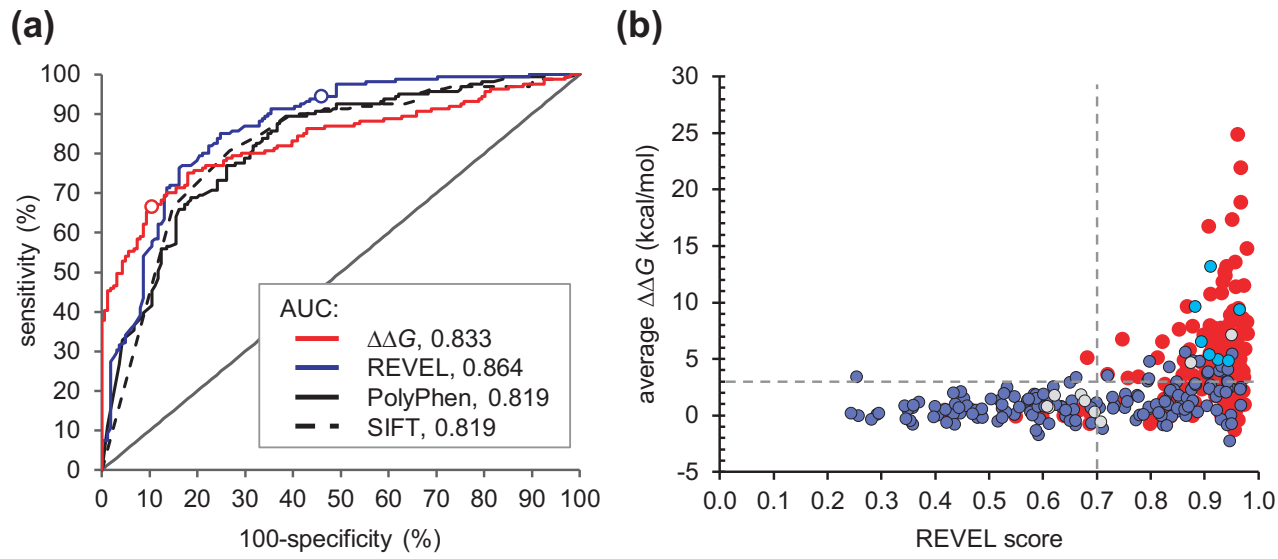 (a)
100
90
80
70
60
50
40
30
20
10
0
sensitivity (%)
AUC:
ΔΔG, 0.833
REVEL, 0.864
PolyPhen, 0.819
SIFT, 0.819
0 10 20 30 40 50 60 70 80 90 100
100-specificity (%)
(b)
30
25
20
15
10
5
0
-5
average ΔΔG (kcal/mol)
0.0 0.1 0.2 0.3 0.4 0.5 0.6 0.7 0.8 0.9 1.0
REVEL score